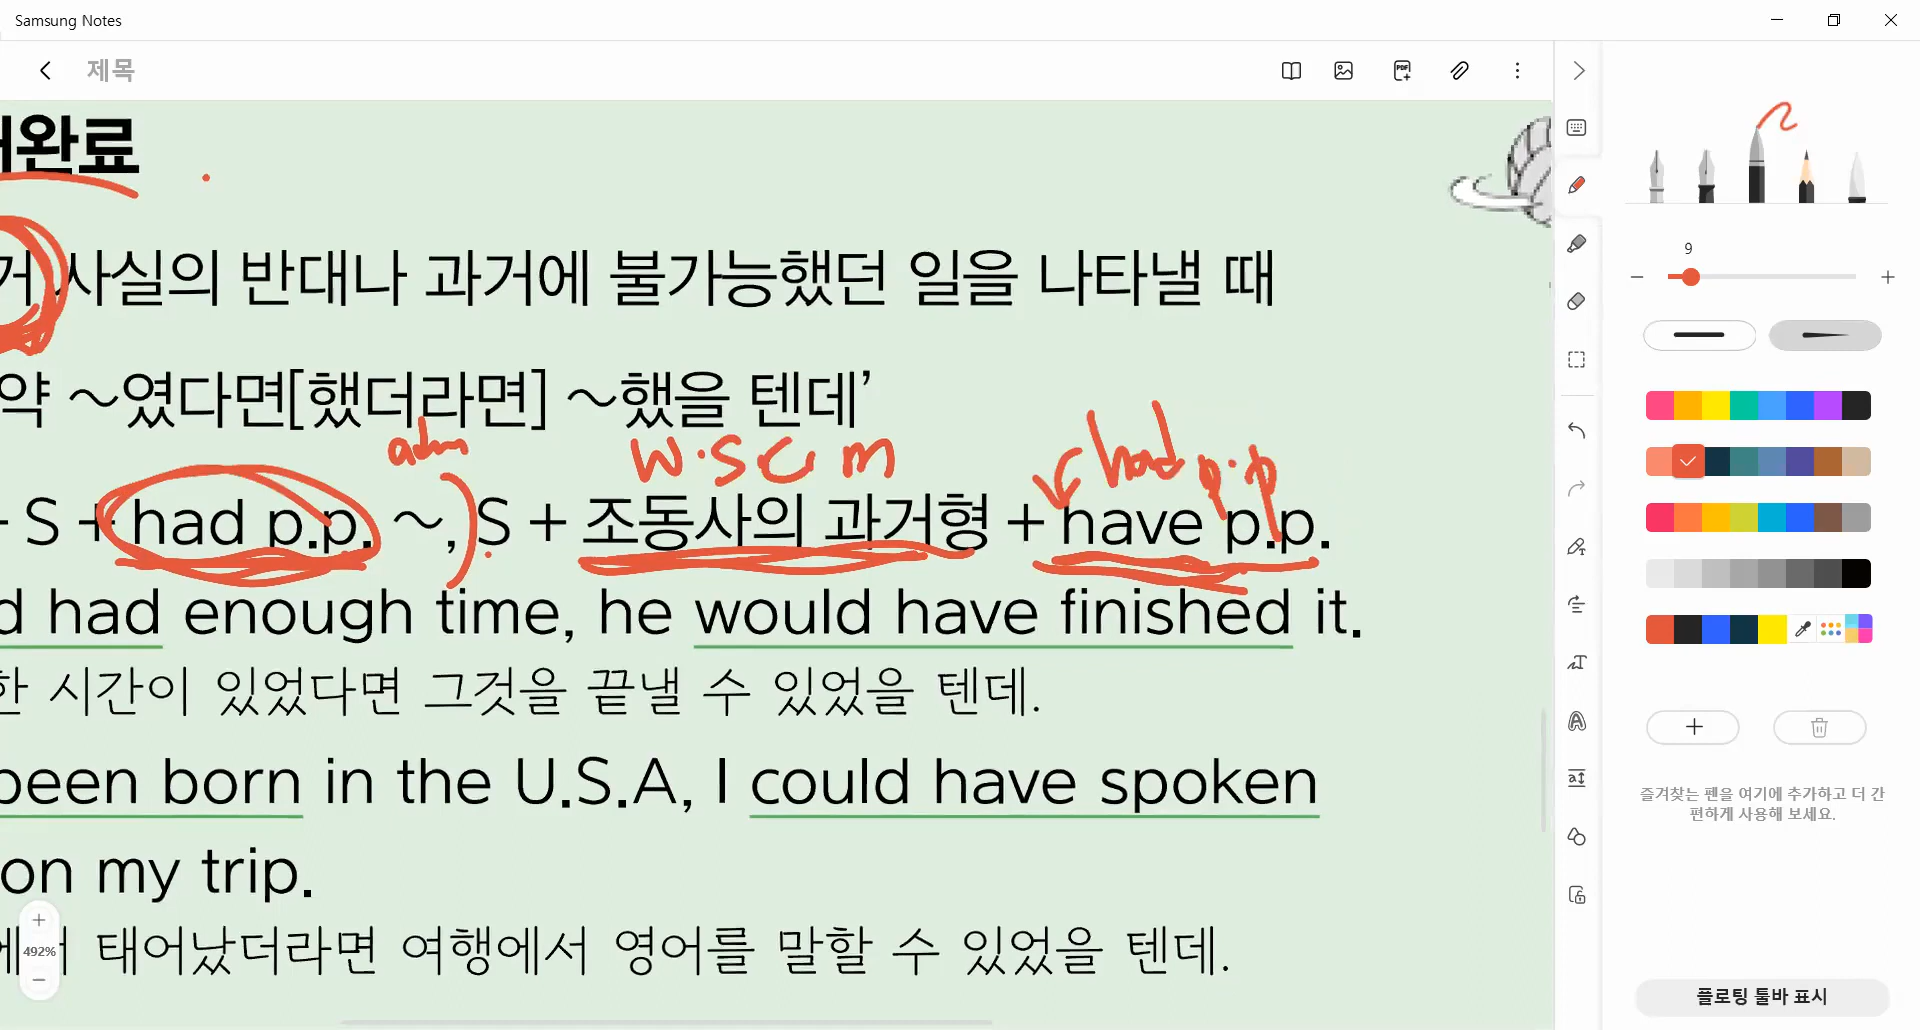 Samsung Notes
제목
완료
거 사실의 반대나 과거에 불가능했던 일을 나타낼 때
약 ～였다면[했더라면] ～했을 텐데’
w.s.c m
had p.p
S + had p.p. ～, S + 조동사의 과거형 + have p.p.
d had enough time, he would have finished it.
한 시간이 있었다면 그것을 끝낼 수 있었을 텐데.
been born in the U.S.A, I could have spoken
on my trip.
에서 태어났더라면 여행에서 영어를 말할 수 있었을 텐데.
492%
9
즐겨찾는 펜을 여기에 추가하고 더 간
편하게 사용해 보세요.
플로팅 툴바 표시